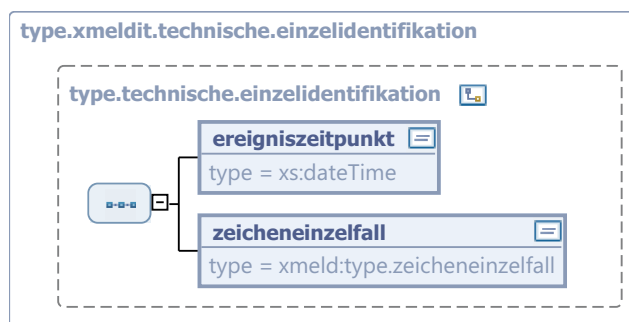 type.xmeldit.technische.einzelidentifikation
type.technische.einzelidentifikation
ereigniszeitpunkt
type = xs:dateTime
zeicheneinzelfall
type = xmeld:type.zeicheneinzelfall